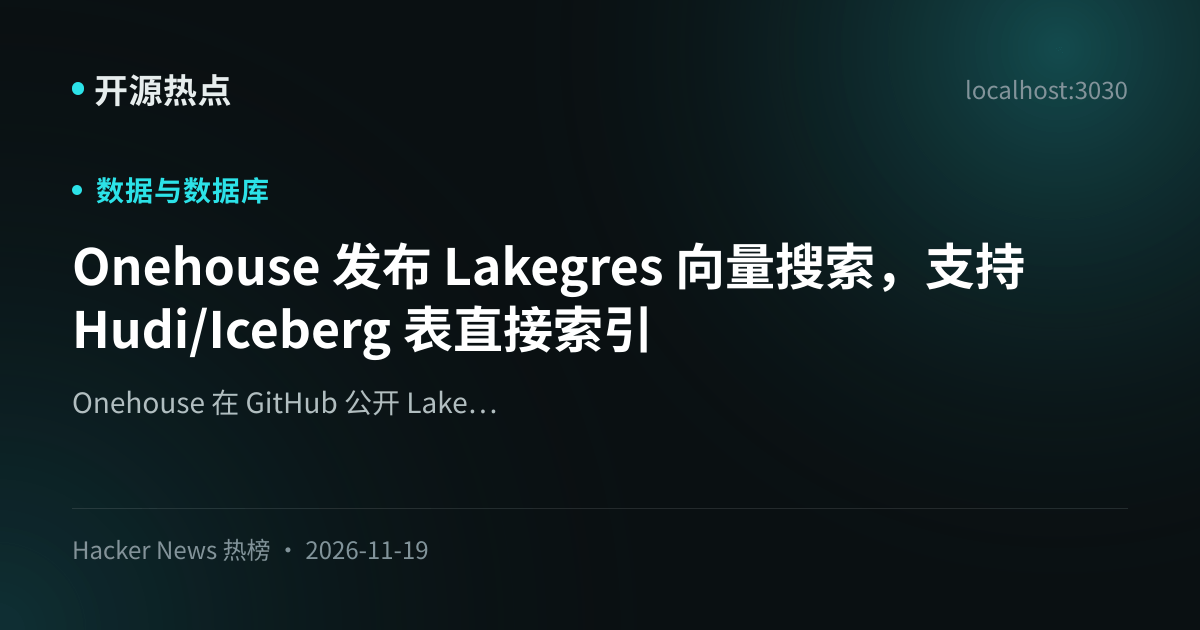 开源热点
localhost:3030
数据与数据库
Onehouse 发布 Lakegres 向量搜索，支持
Hudi/Iceberg 表直接索引
Onehouse 在 GitHub 公开 Lake…
Hacker News 热榜 · 2026-11-19